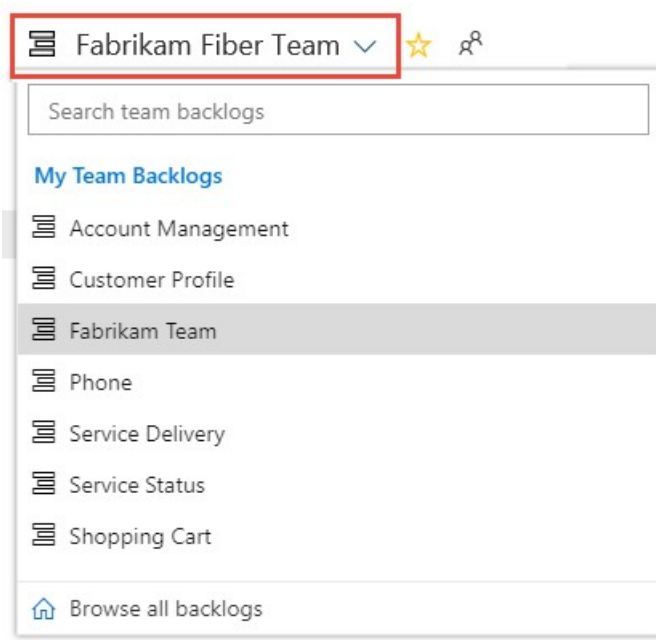 Fabrikam Fiber Team
Search team backlogs
My Team Backlogs
Account Management
Customer Profile
Fabrikam Team
Phone
Service Delivery
Service Status
Shopping Cart
Browse all backlogs